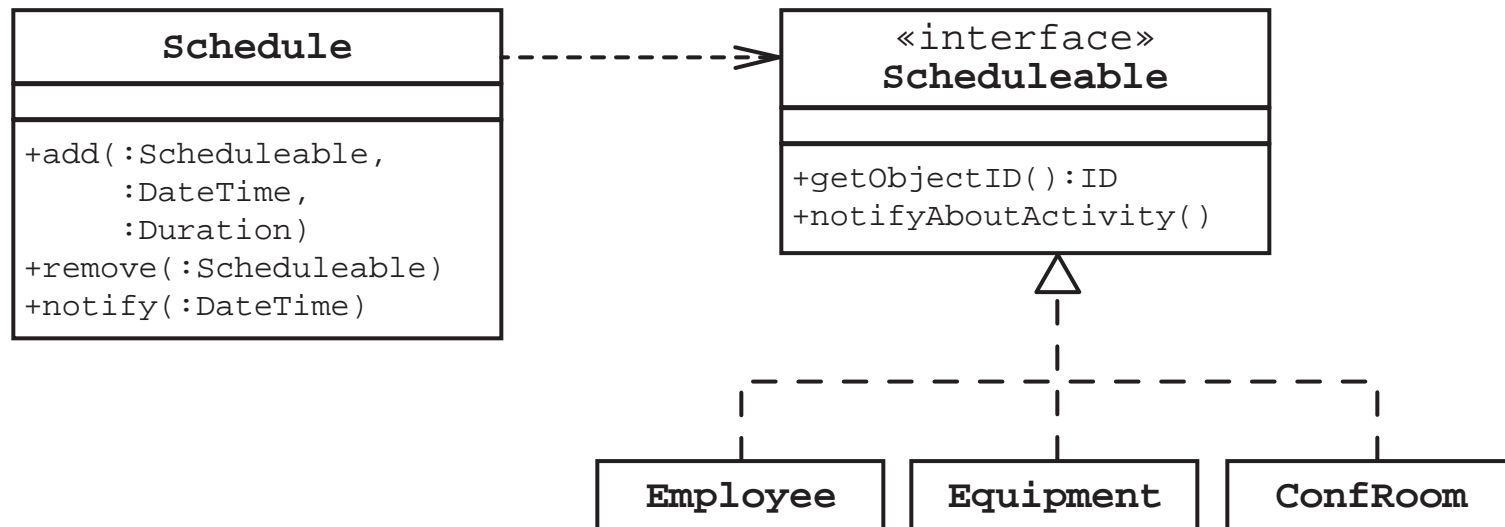 Schedule
+add(:Scheduleable,
:DateTime,
:Duration)
+remove(:Scheduleable)
+notify(:DateTime)
«interface»
Scheduleable
+getObjectID():ID
+notifyAboutActivity()
Employee
Equipment
ConfRoom